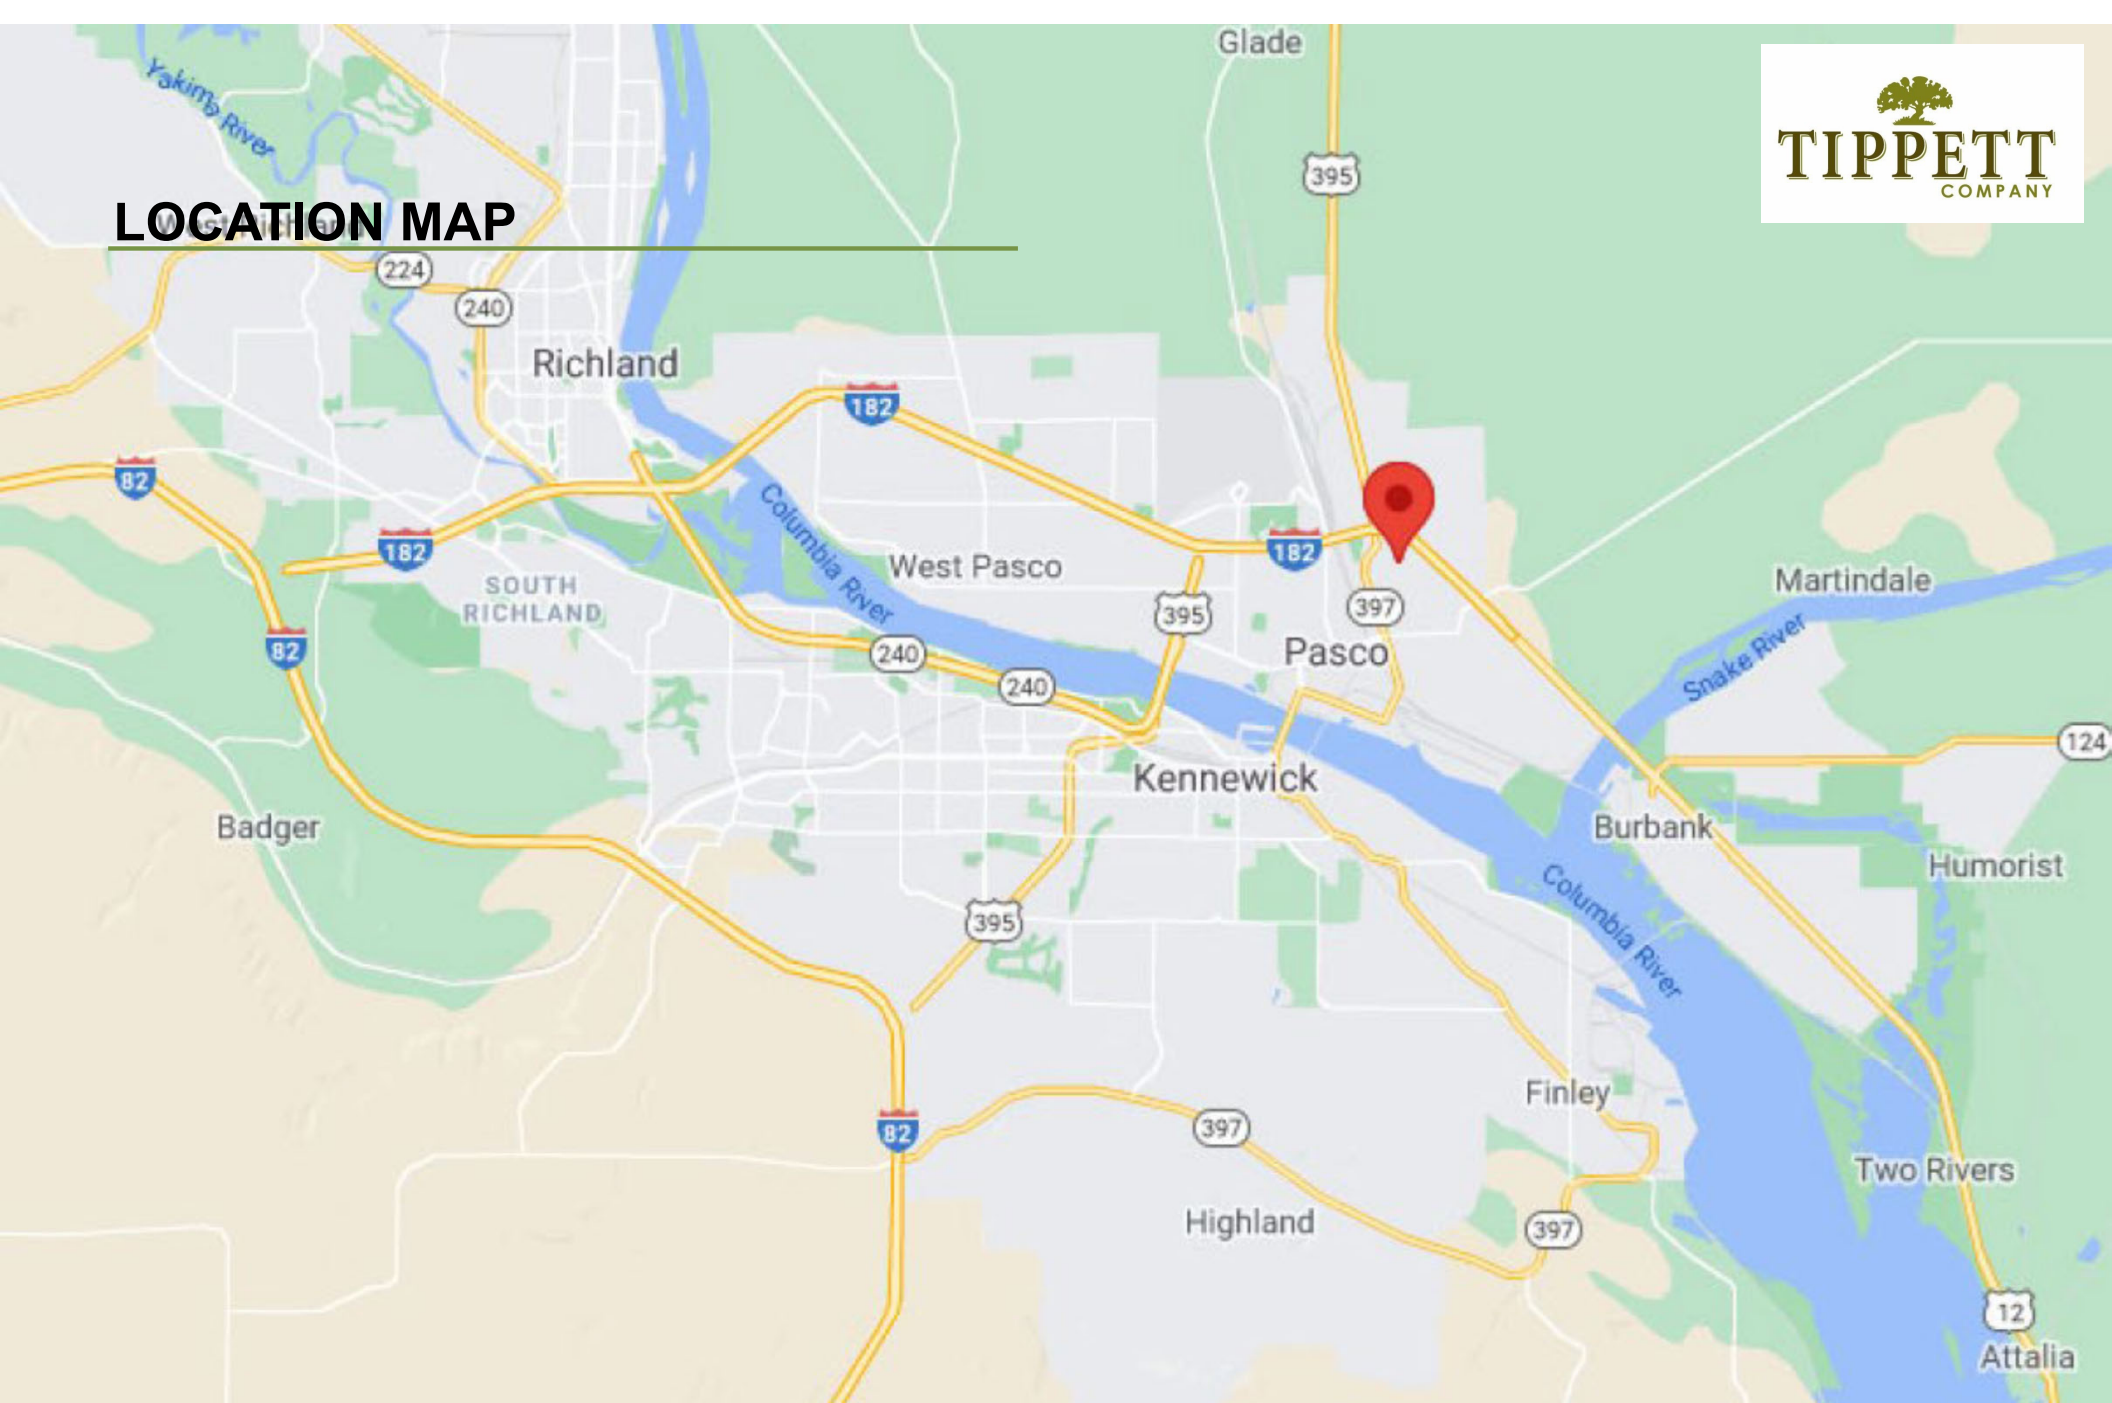 Glade
Yakima River
TIPPETT
COMPANY
395
West Richland
LOCATION MAP
224
240
Richland
182
82
Columbia River
182
182
West Pasco
SOUTH
RICHLAND
395
397
Martindale
82
240
Pasco
Snake River
240
124
Kennewick
Badger
Burbank
Humorist
395
Columbia River
Finley
82
397
Two Rivers
Highland
397
12
Attalia